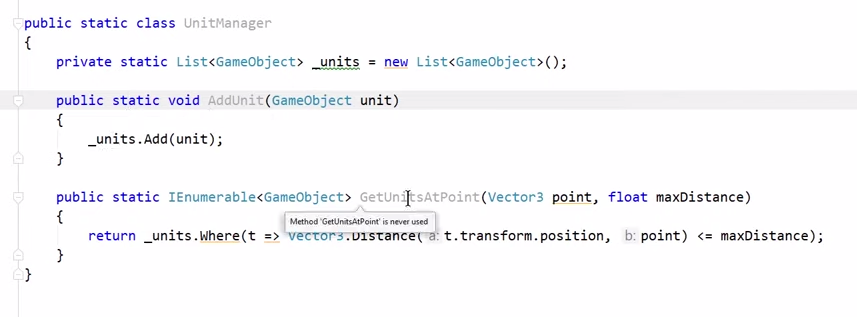 public static class UnitManager
{
private static List<GameObject> _units = new List<GameObject>();
public static void AddUnit(GameObject unit)
{
_units.Add(unit);
}
public static IEnumerable<GameObject> GetUnitsAtPoint(Vector3 point, float maxDistance)
{
Method 'GetUnitsAtPoint' is never used
return _units.Where(t => Vector3.Distance( a: t.transform.position, b: point) <= maxDistance);
}
}